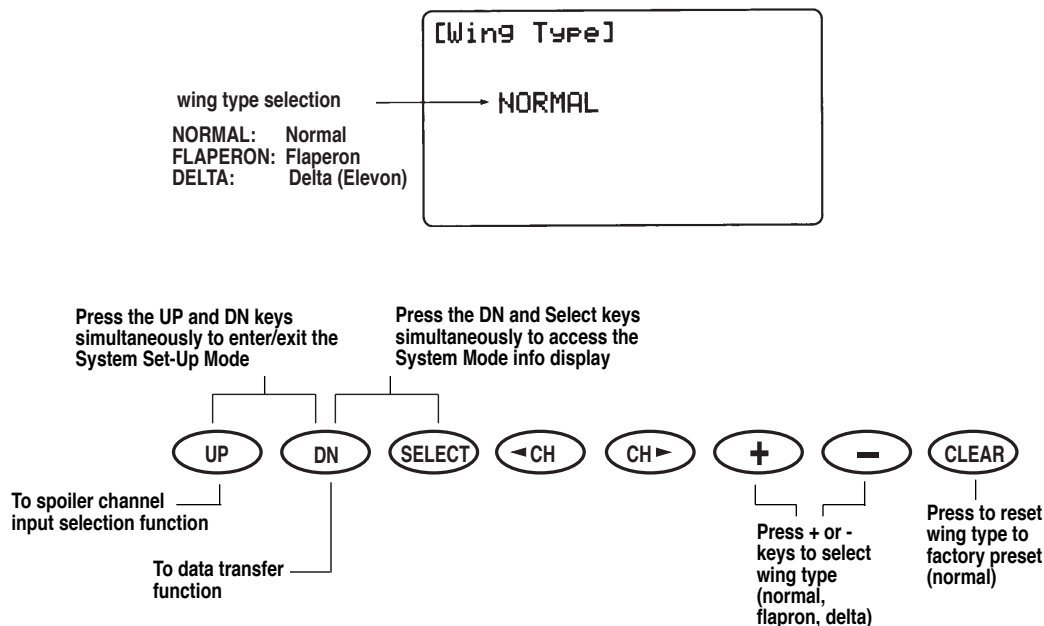 [Wing Type]
wing type selection
NORMAL
NORMAL: Normal
FLAPERON: Flaperon
DELTA: Delta (Elevon)
Press the UP and DN keys
simultaneously to enter/exit the
System Set-Up Mode
Press the DN and Select keys
simultaneously to access the
System Mode info display
UP
DN
SELECT
◄CH
CH►
+
−
CLEAR
To spoiler channel
input selection function
To data transfer
function
Press + or -
keys to select
wing type
(normal,
flapron, delta)
Press to reset
wing type to
factory preset
(normal)